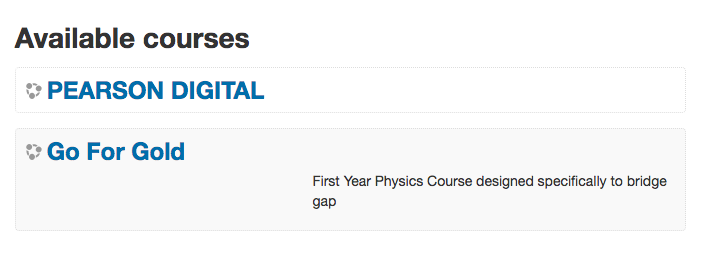 Available courses
PEARSON DIGITAL
Go For Gold
First Year Physics Course designed specifically to bridge
gap